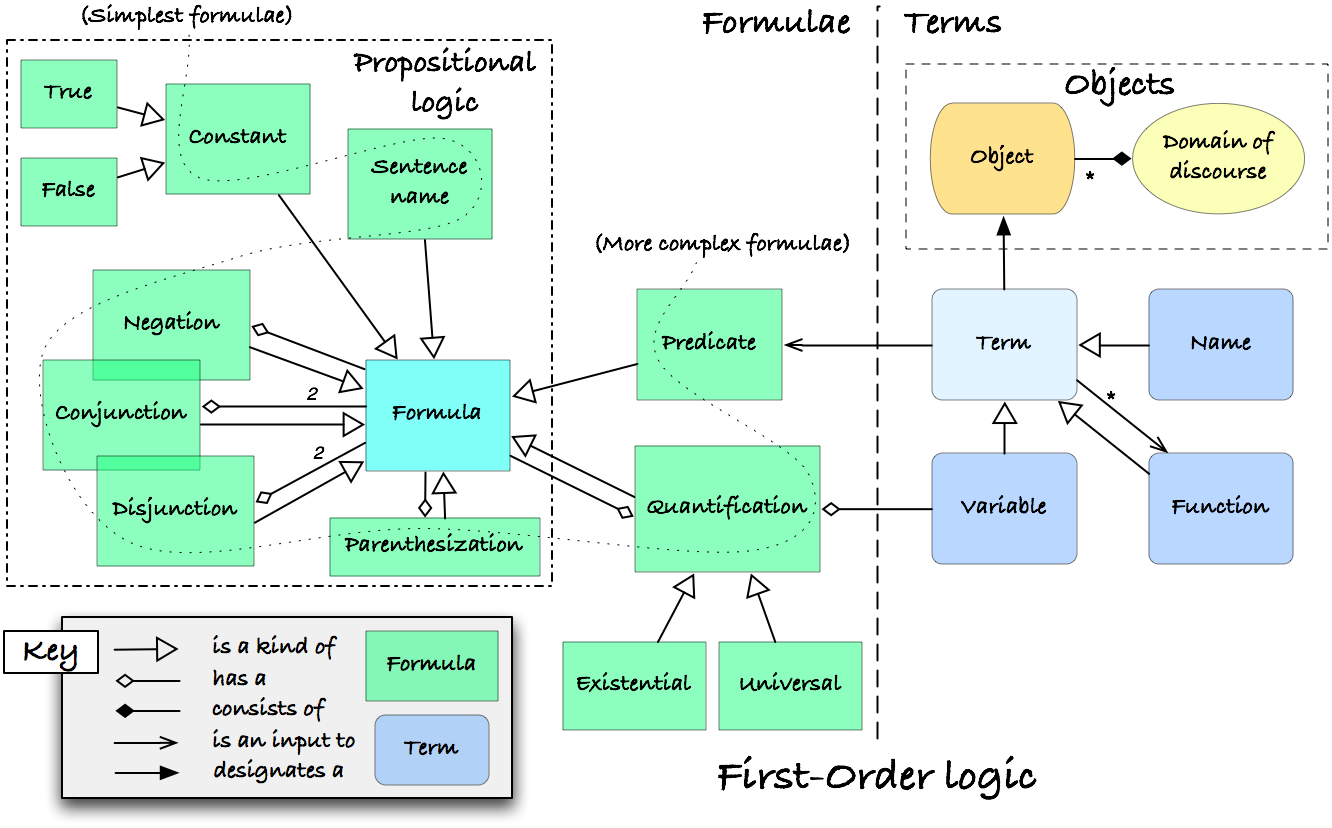 (Simplest formulae)
Formulae
Terms
Propositional
logic
True
Constant
False
Sentence
name
Objects
Object
*
Domain of
discourse
(More complex formulae)
Negation
Conjunction
2
Formula
2
Disjunction
Parenthesization
Predicate
Term
Name
*
Quantification
Variable
Function
Existential
Universal
Key
is a kind of
has a
consists of
is an input to
designates a
Formula
Term
First-Order logic